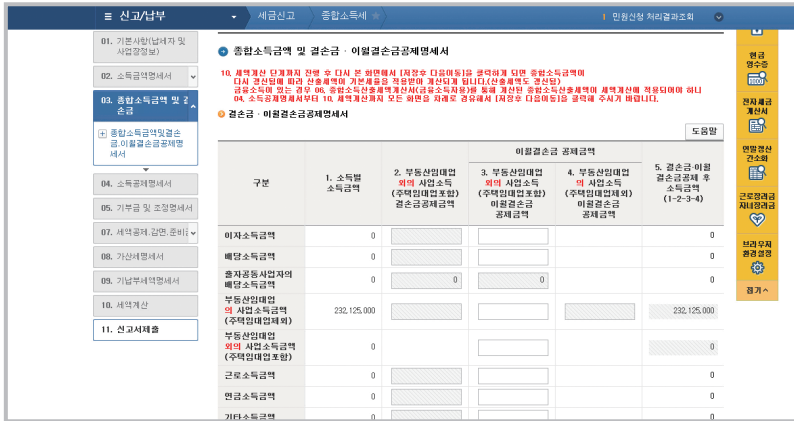 ≡ 신고/납부
세금신고
종합소득세 ★
민원신청 처리결과조회
01. 기본사항(납세자 및
사업장정보)
02. 소득금액명세서
03. 종합소득금액 및 결
손금
종합소득금액및결손
금.이월결손금공제명
세서
04. 소득공제명세서
05. 기부금 및 조정명세서
07. 세액공제.감면.준비금
08. 가산세명세서
09. 기납부세액명세서
10. 세액계산
11. 신고서제출
종합소득금액 및 결손금 · 이월결손금공제명세서
10. 세액계산 단계까지 진행 후 다시 본 화면에서 [저장후 다음이동]을 클릭하게 되면 종합소득금액이
다시 경신됨에 따라 산출세액이 기본세율을 적용받아 계산되게 됩니다.(산출세액도 경신됨)
금융소득이 있는 경우 06. 종합소득산출세액계산서(금융소득자용)를 통해 계산된 종합소득산출세액이 세액계산에 적용되어야 하니
04. 소득공제명세서부터 10. 세액계산까지 모든 화면을 차례로 경유해서 [저장후 다음이동]을 클릭해 주시기 바랍니다.
결손금 · 이월결손금공제명세서
도움말
구분
1. 소득별
소득금액
2. 부동산임대업
외의 사업소득
(주택임대업포함)
결손금공제금액
이월결손금 공제금액
3. 부동산임대업
외의 사업소득
(주택임대업포함)
이월결손금
공제금액
4. 부동산임대업
의 사업소득
(주택임대업제외)
이월결손금
공제금액
5. 결손금·이월
결손금공제 후
소득금액
(1-2-3-4)
이자소득금액 0 0
배당소득금액 0 0
출자공동사업자의
배당소득금액 0 0 0 0
부동산임대업
의 사업소득금액
(주택임대업제외) 232,125,000 232,125,000
부동산임대업
외의 사업소득금액
(주택임대업포함) 0 0
근로소득금액 0 0
연금소득금액 0 0
기타소득금액 0 0
현금
영수증
전자세금
계산서
연말정산
간소화
근로장려금
자녀장려금
브라우저
환경설정
접기 ^